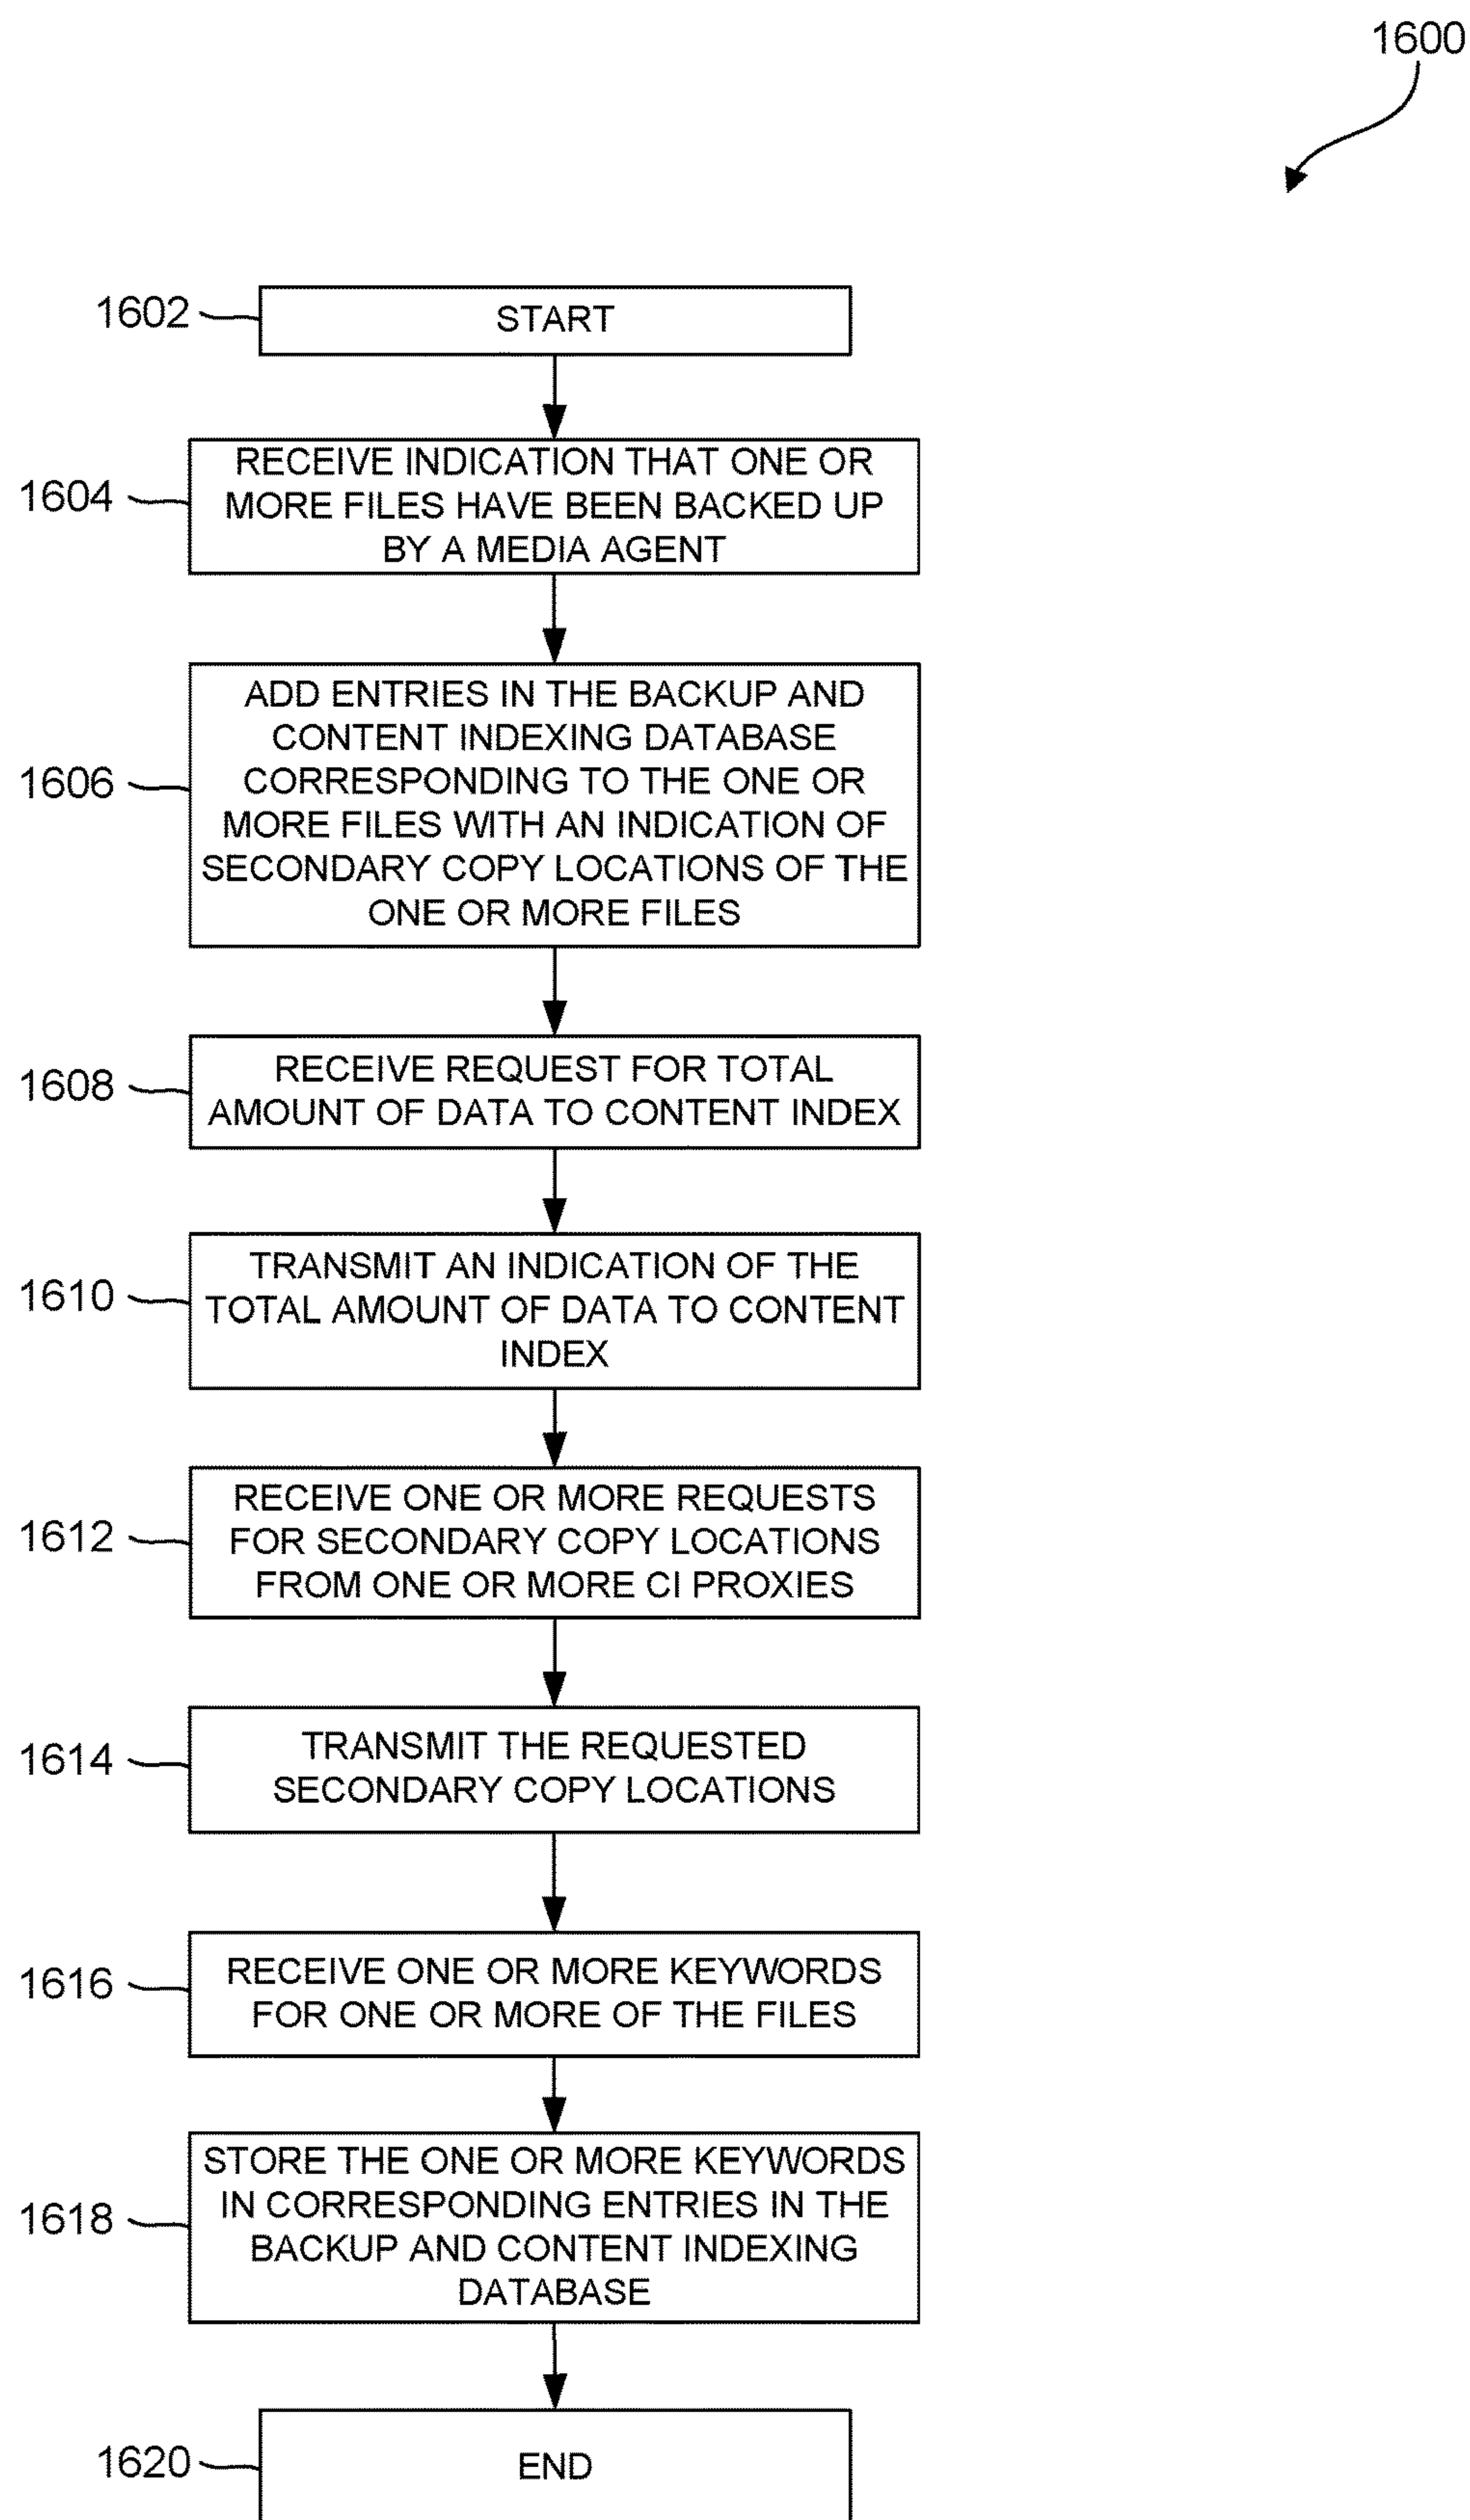 1600
1602
START
1604
RECEIVE INDICATION THAT ONE OR
MORE FILES HAVE BEEN BACKED UP
BY A MEDIA AGENT
1606
ADD ENTRIES IN THE BACKUP AND
CONTENT INDEXING DATABASE
CORRESPONDING TO THE ONE OR
MORE FILES WITH AN INDICATION OF
SECONDARY COPY LOCATIONS OF THE
ONE OR MORE FILES
1608
RECEIVE REQUEST FOR TOTAL
AMOUNT OF DATA TO CONTENT INDEX
1610
TRANSMIT AN INDICATION OF THE
TOTAL AMOUNT OF DATA TO CONTENT
INDEX
1612
RECEIVE ONE OR MORE REQUESTS
FOR SECONDARY COPY LOCATIONS
FROM ONE OR MORE CI PROXIES
1614
TRANSMIT THE REQUESTED
SECONDARY COPY LOCATIONS
1616
RECEIVE ONE OR MORE KEYWORDS
FOR ONE OR MORE OF THE FILES
1618
STORE THE ONE OR MORE KEYWORDS
IN CORRESPONDING ENTRIES IN THE
BACKUP AND CONTENT INDEXING
DATABASE
1620
END